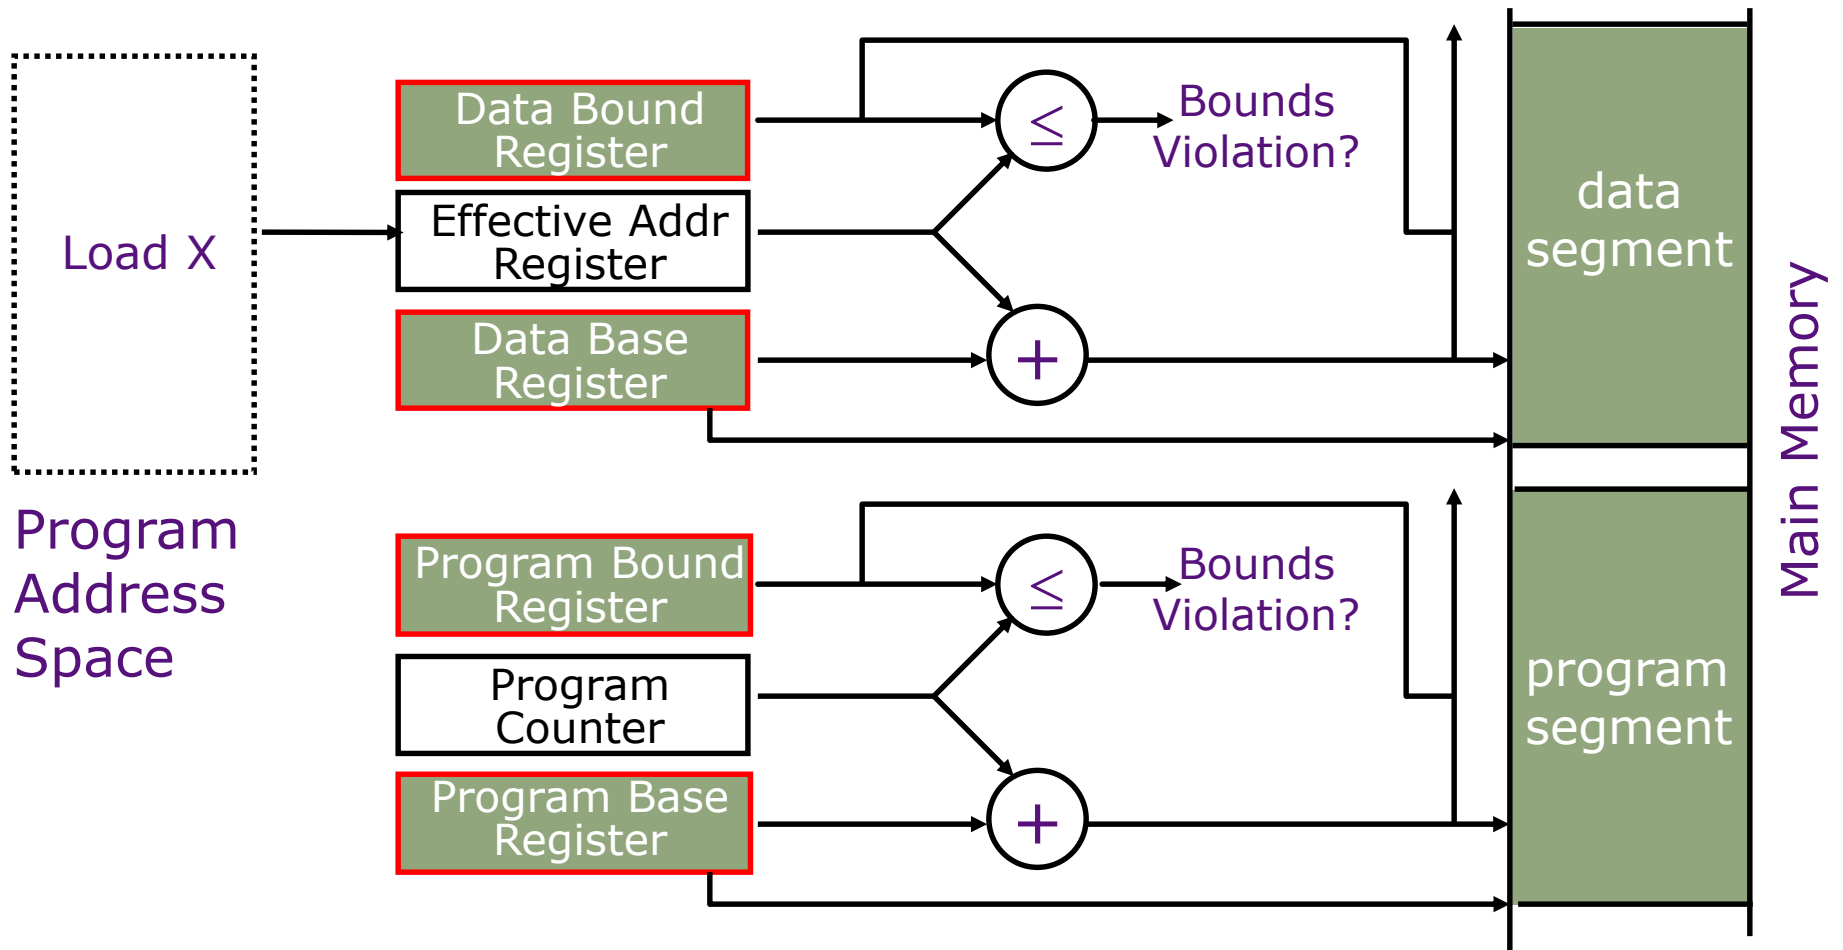 Load X
Program
Address
Space
Data Bound
Register
Effective Addr
Register
Data Base
Register
≤
Bounds
Violation?
+
Program Bound
Register
Program
Counter
Program Base
Register
≤
Bounds
Violation?
+
data
segment
program
segment
Main Memory